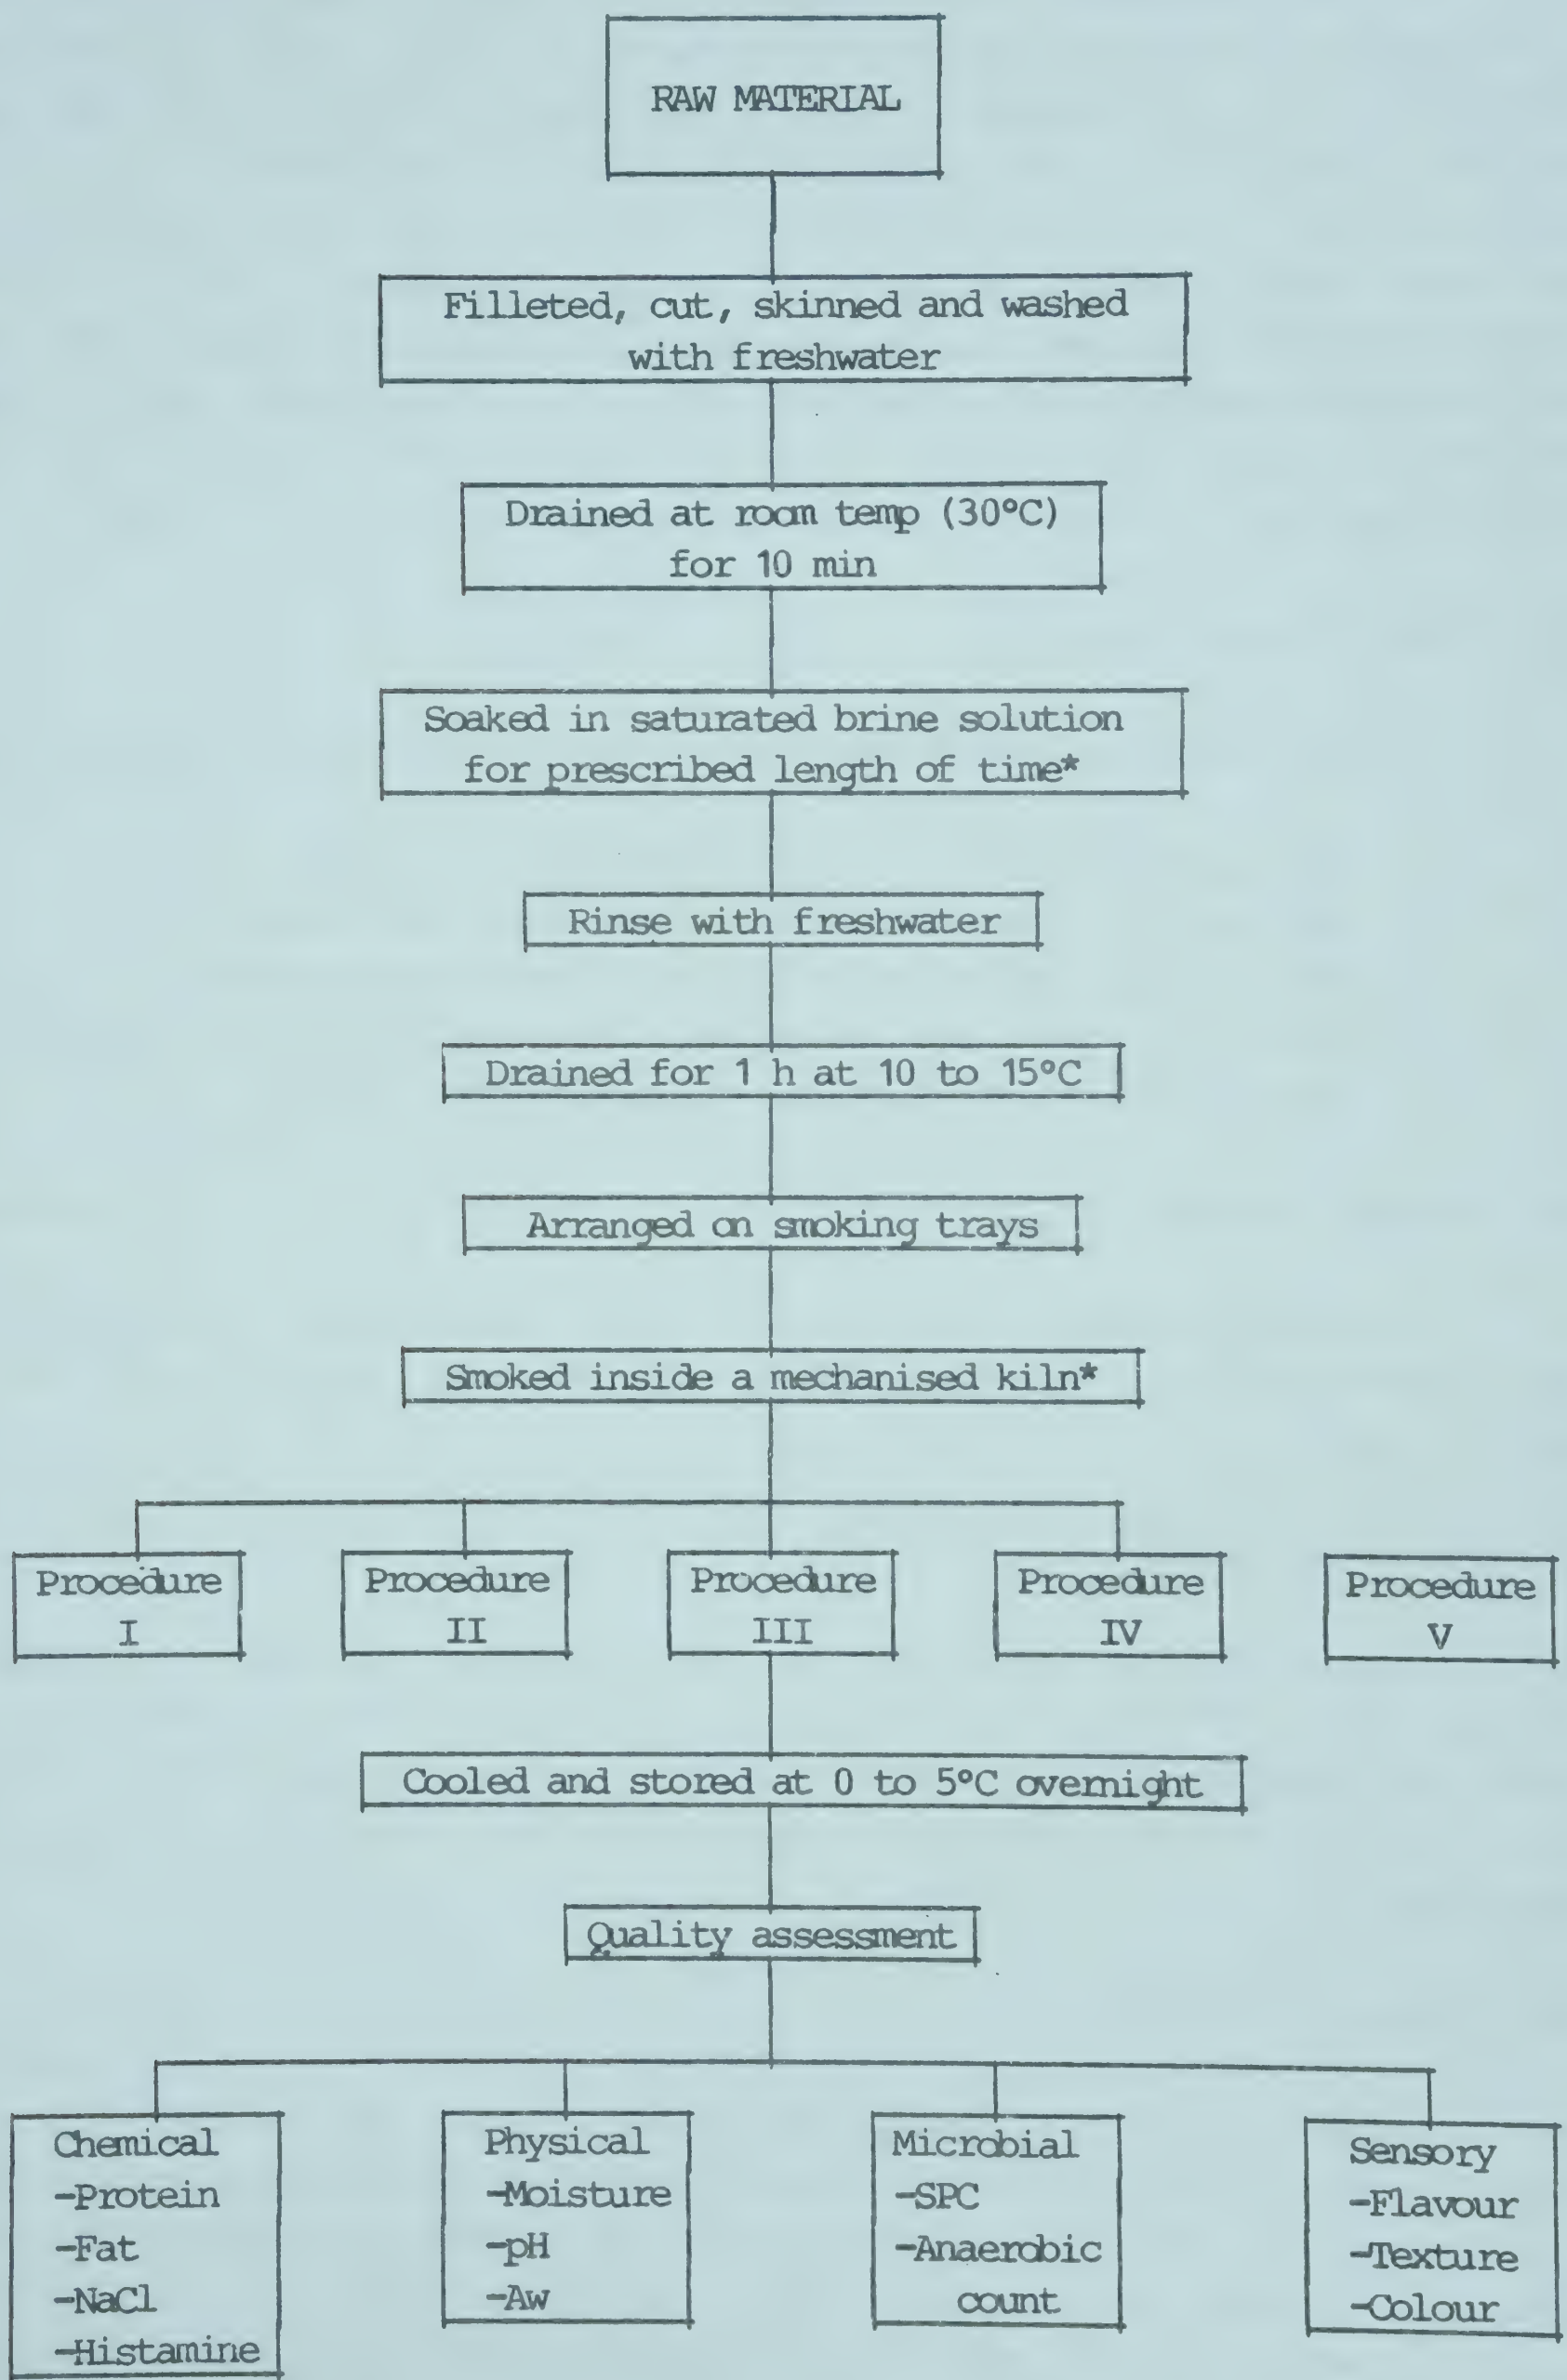 RAW MATERIAL
Filleted, cut, skinned and washed
with freshwater
Drained at room temp (30°C)
for 10 min
Soaked in saturated brine solution
for prescribed length of time*
Rinse with freshwater
Drained for 1 h at 10 to 15°C
Arranged on smoking trays
Smoked inside a mechanised kiln*
Procedure
I
Procedure
II
Procedure
III
Procedure
IV
Procedure
V
Cooled and stored at 0 to 5°C overnight
Quality assessment
Chemical
-Protein
-Fat
-NaCl
-Histamine
Physical
-Moisture
-pH
-Aw
Microbial
-SPC
-Anaerobic
count
Sensory
-Flavour
-Texture
-Colour